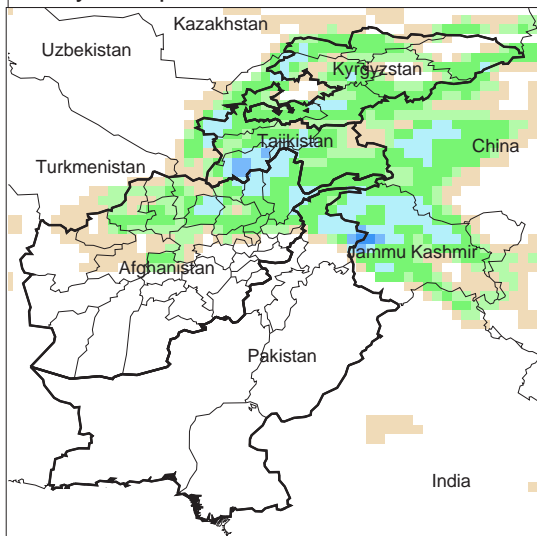 Kazakhstan
Uzbekistan
Kyrgyzstan
Tajikistan
China
Turkmenistan
Jammu Kashmir
Afghanistan
Pakistan
India